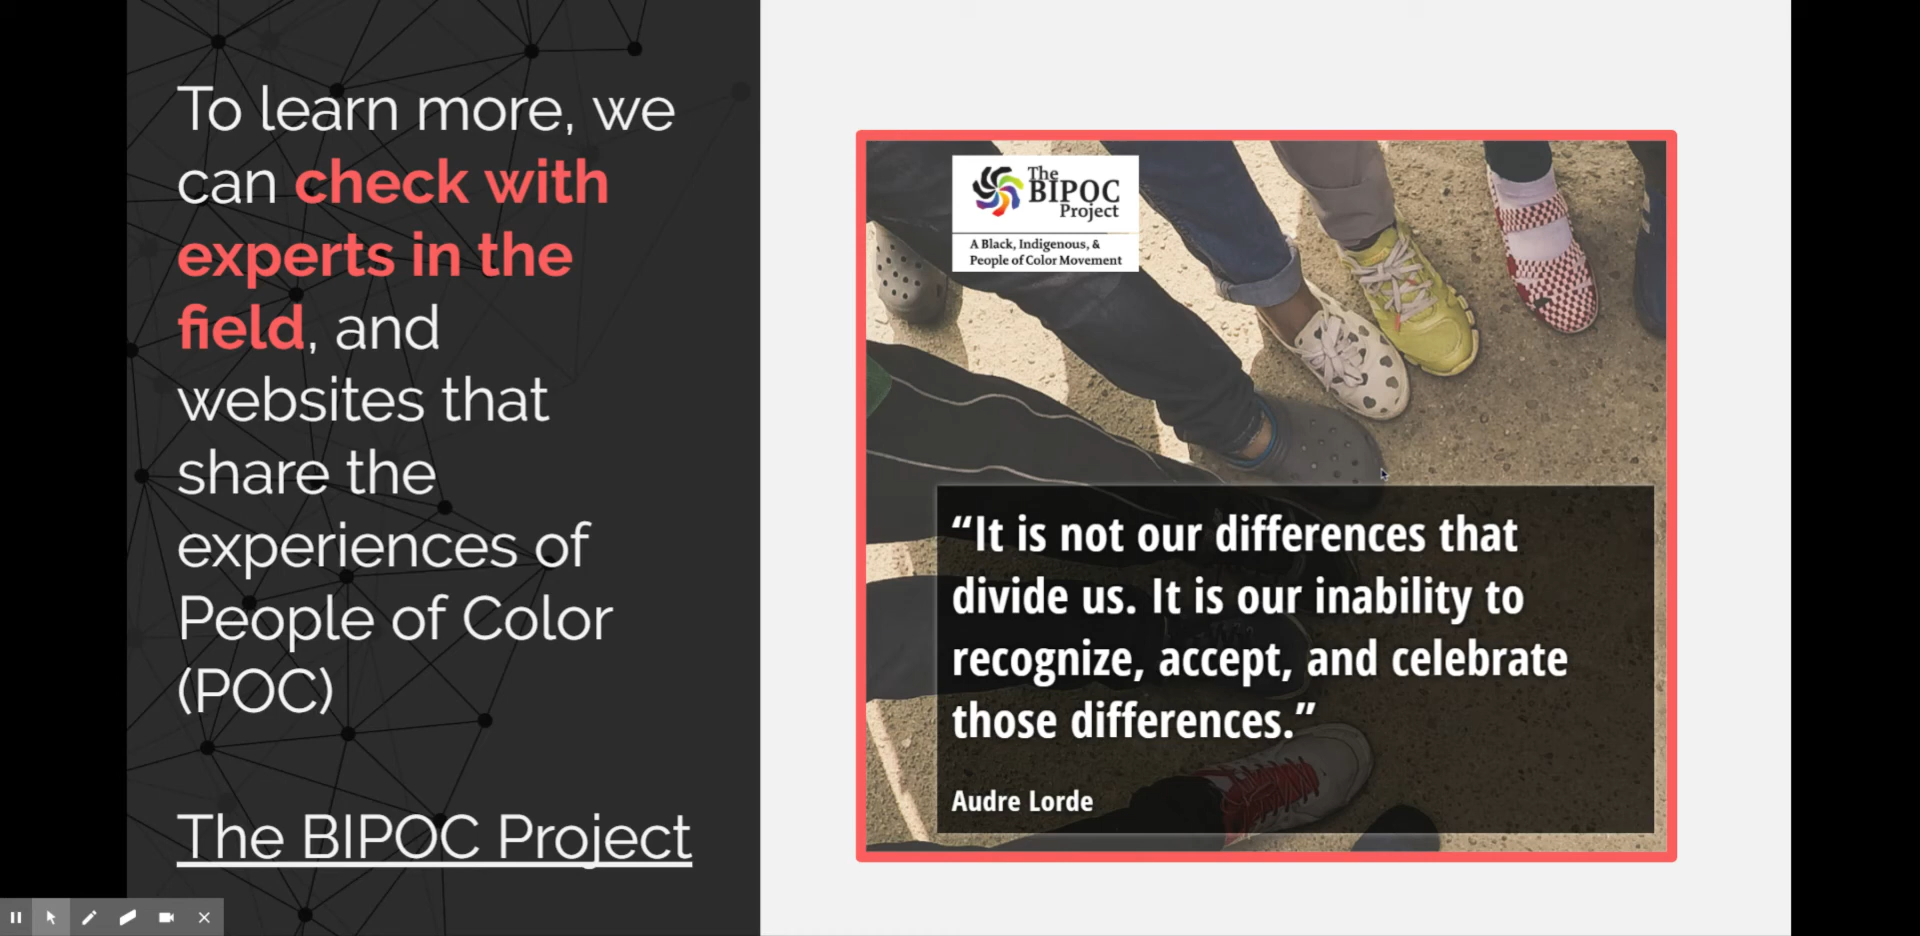 To learn more, we
can check with
experts in the
field, and
websites that
share the
experiences of
People of Color
(POC)
The BIPOC Project
The
BIPOC
Project
A Black, Indigenous, &
People of Color Movement
“It is not our differences that
divide us. It is our inability to
recognize, accept, and celebrate
those differences.”
Audre Lorde